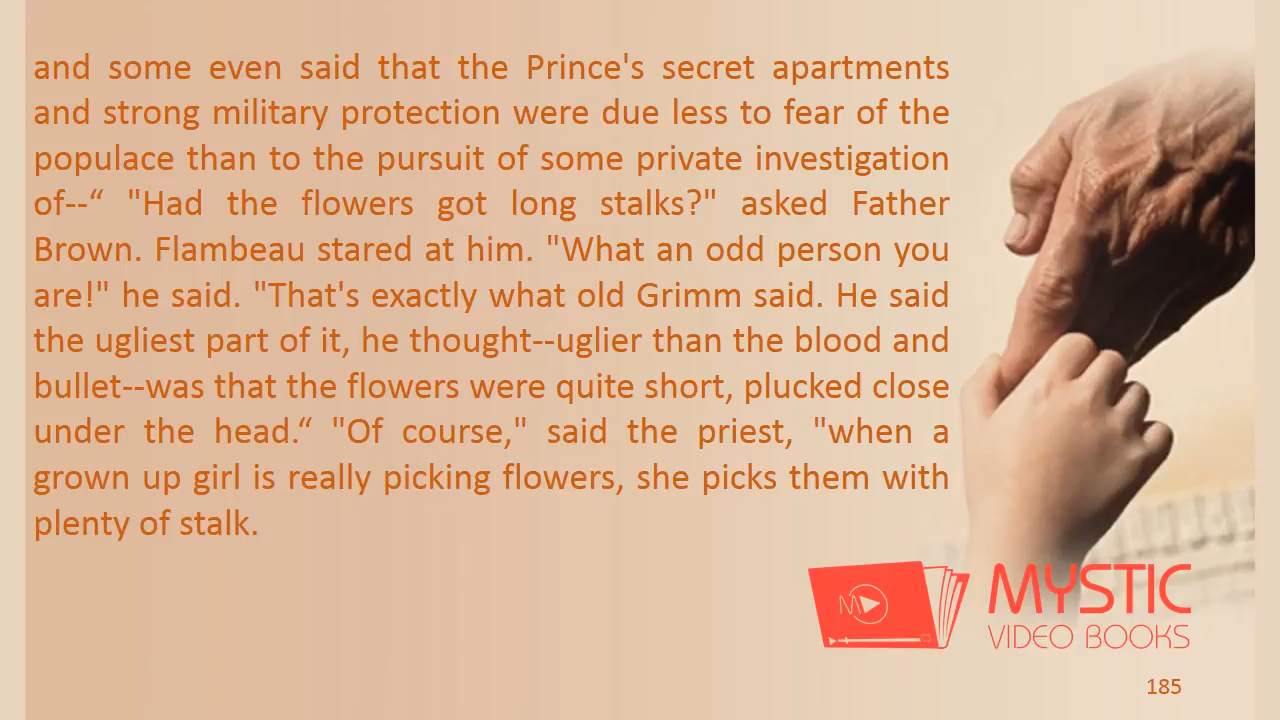 and some even said that the Prince's secret apartments
and strong military protection were due less to fear of the
populace than to the pursuit of some private investigation
of--“ "Had the flowers got long stalks?" asked Father
Brown. Flambeau stared at him. "What an odd person you
are!" he said. "That's exactly what old Grimm said. He said
the ugliest part of it, he thought--uglier than the blood and
bullet--was that the flowers were quite short, plucked close
under the head.“ "Of course," said the priest, "when a
grown up girl is really picking flowers, she picks them with
plenty of stalk.
MYSTIC
VIDEO BOOKS
185